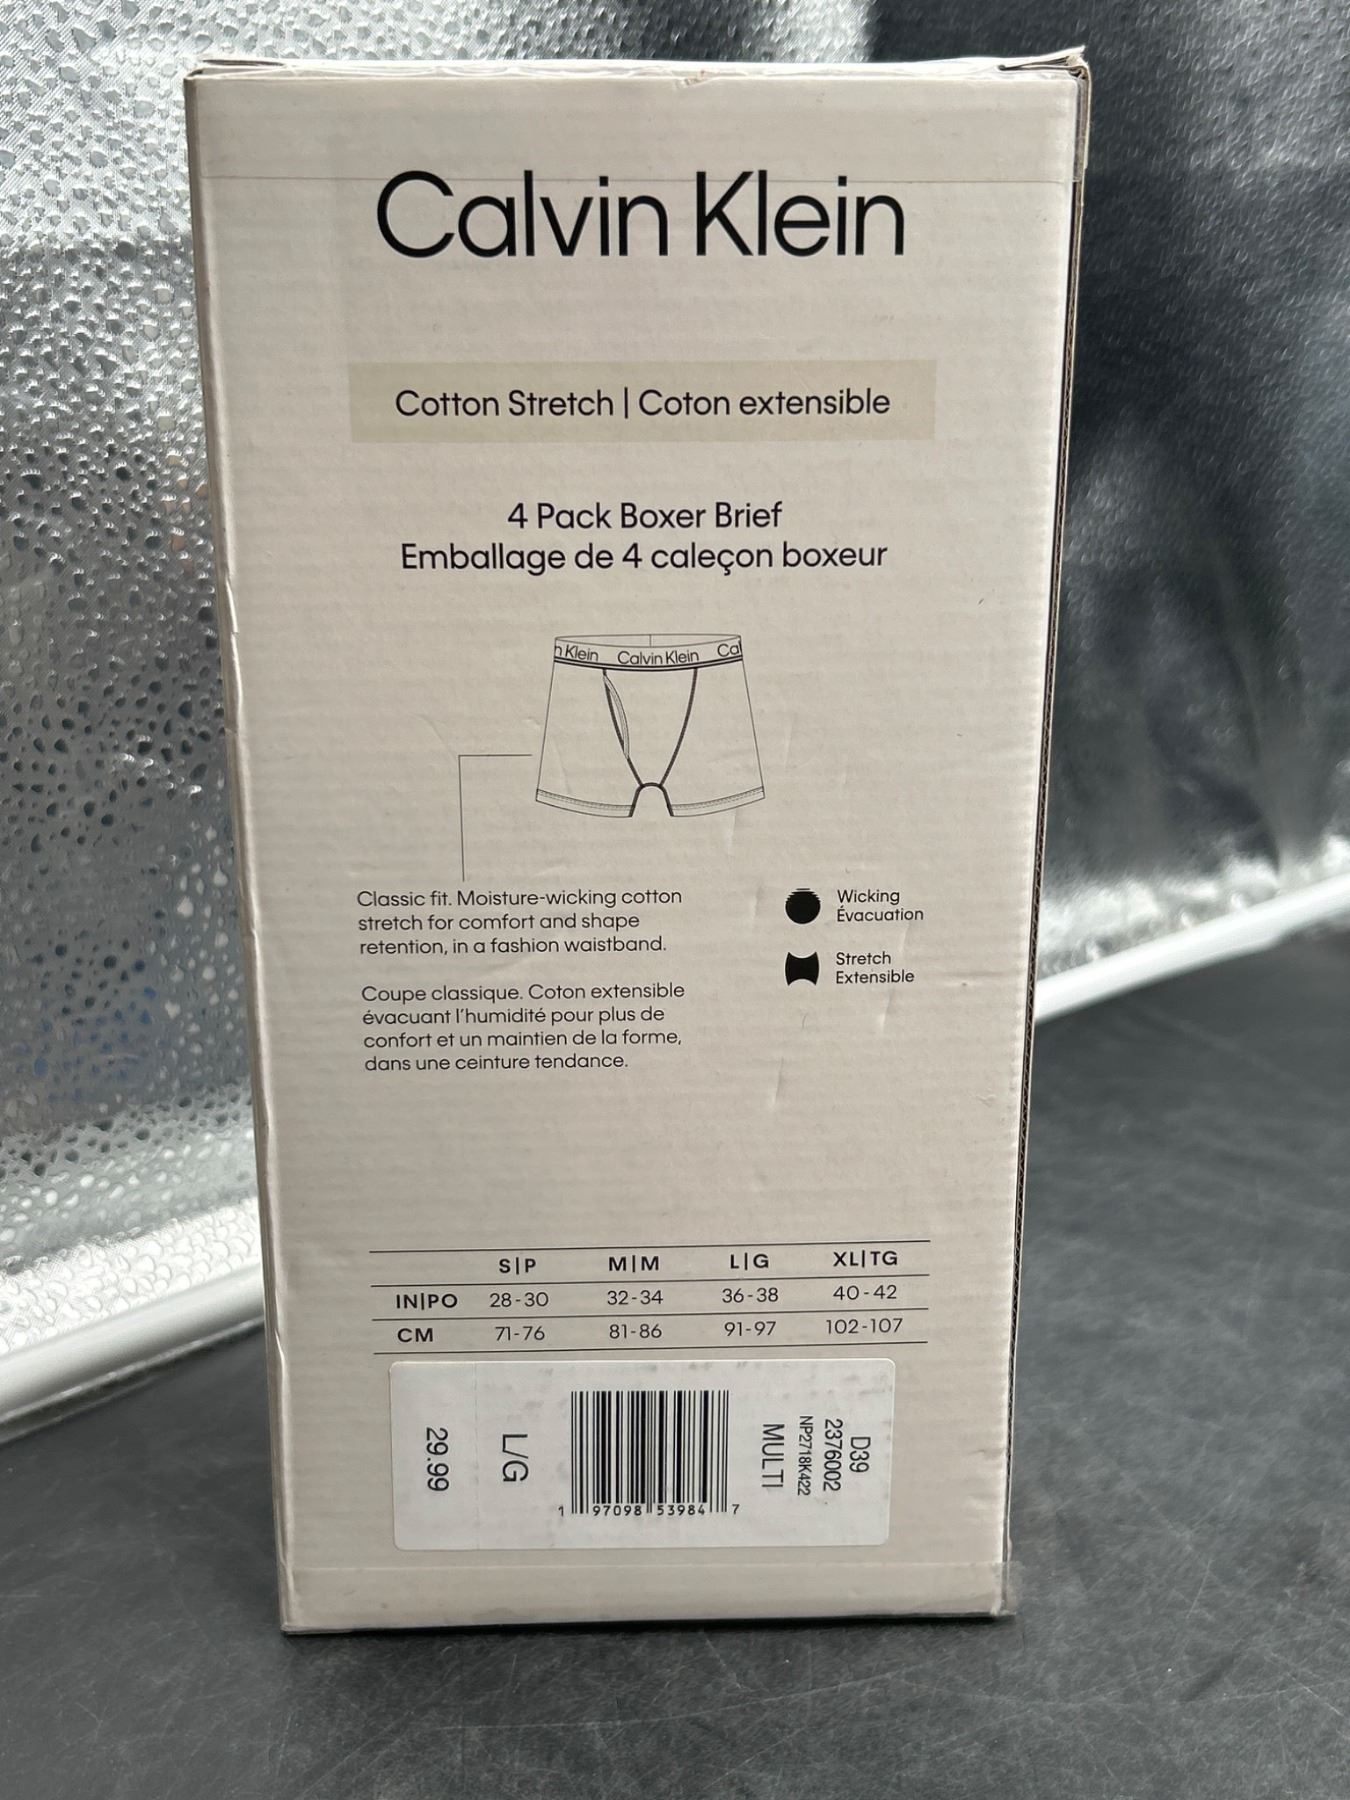 Calvin Klein
Cotton Stretch | Coton extensible
4 Pack Boxer Brief
Emballage de 4 caleçon boxeur
n Klein Calvin Klein Cal
Classic fit. Moisture-wicking cotton
stretch for comfort and shape
retention, in a fashion waistband.
Coupe classique. Coton extensible
évacuant l'humidité pour plus de
confort et un maintien de la forme,
dans une ceinture tendance.
Wicking
Évacuation
Stretch
Extensible
S|P M|M L|G XL|TG
IN|PO 28-30 32-34 36-38 40-42
CM 71-76 81-86 91-97 102-107
D39
2376002
NP2718K422
MULTI
1 97098 53984 7
L/G
29.99